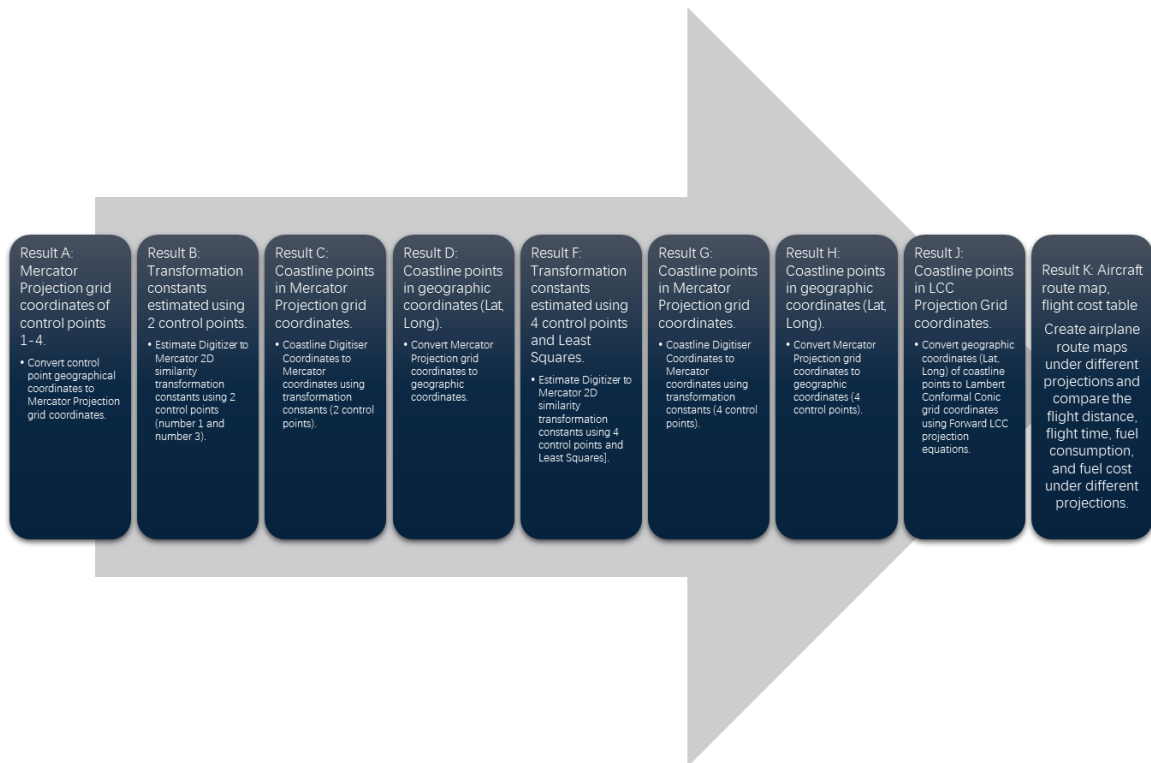 Result A:
Mercator
Projection grid
coordinates of
control points
1-4.
• Convert control
point geographical
coordinates to
Mercator Projection
grid coordinates.
Result B:
Transformation
constants
estimated using
2 control points.
• Estimate Digitizer to
Mercator 2D
similarity
transformation
constants using 2
control points
(number 1 and
number 3).
Result C:
Coastline points
in Mercator
Projection grid
coordinates.
• Coastline Digitiser
Coordinates to
Mercator
coordinates using
transformation
constants (2 control
points).
Result D:
Coastline points
in geographic
coordinates (Lat,
Long).
• Convert Mercator
Projection grid
coordinates to
geographic
coordinates.
Result F:
Transformation
constants
estimated using
4 control points
and Least
Squares.
• Estimate Digitizer to
Mercator 2D
similarity
transformation
constants using 4
control points and
Least Squares].
Result G:
Coastline points
in Mercator
Projection grid
coordinates.
• Coastline Digitiser
Coordinates to
Mercator
coordinates using
transformation
constants (4 control
points).
Result H:
Coastline points
in geographic
coordinates (Lat,
Long).
• Convert Mercator
Projection grid
coordinates to
geographic
coordinates (4
control points).
Result J:
Coastline points
in LCC
Projection Grid
coordinates.
• Convert geographic
coordinates (Lat,
Long) of coastline
points to Lambert
Conformal Conic
grid coordinates
using Forward LCC
projection
equations.
Result K: Aircraft
route map,
flight cost table
Create airplane
route maps
under different
projections and
compare the
flight distance,
flight time, fuel
consumption,
and fuel cost
under different
projections.